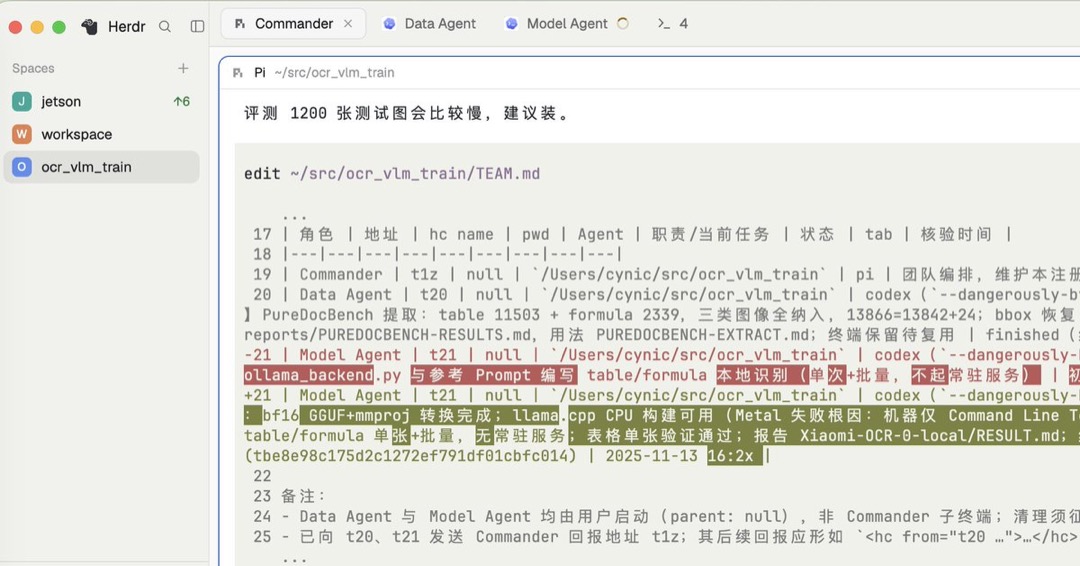 Herdr
Commander ×
Data Agent
Model Agent
>_ 4
Spaces +
J jetson ↑6
W workspace
O ocr_vlm_train
Pi ~/src/ocr_vlm_train
评测 1200 张测试图会比较慢，建议装。
edit ~/src/ocr_vlm_train/TEAM.md
...
17 | 角色 | 地址 | hc name | pwd | Agent | 职责/当前任务 | 状态 | tab | 核验时间 |
18 |---|---|---|---|---|---|---|---|---|
19 | Commander | t1z | null | `/Users/cynic/src/ocr_vlm_train` | pi | 团队编排，维护本注册
20 | Data Agent | t20 | null | `/Users/cynic/src/ocr_vlm_train` | codex (`--dangerously-b
】PureDocBench 提取：table 11503 + formula 2339，三类图像全纳入，13866=13842+24；bbox 恢复
reports/PUREDOCBENCH-RESULTS.md，用法 PUREDOCBENCH-EXTRACT.md；终端保留待复用 | finished (
-21 | Model Agent | t21 | null | `/Users/cynic/src/ocr_vlm_train` | codex (`--dangerously-
ollama_backend.py 与参考 Prompt 编写 table/formula 本地识别（单次+批量，不起常驻服务） | 初
+21 | Model Agent | t21 | null | `/Users/cynic/src/ocr_vlm_train` | codex (`--dangerously-
：bf16 GGUF+mmproj 转换完成；llama.cpp CPU 构建可用（Metal 失败根因：机器仅 Command Line T
table/formula 单张+批量，无常驻服务；表格单张验证通过；报告 Xiaomi-OCR-0-local/RESULT.md；
(tbe8e98c175d2c1272ef791df01cbfc014) | 2025-11-13 16:2x |
22
23 备注：
24 - Data Agent 与 Model Agent 均由用户启动（parent: null），非 Commander 子终端；清理须征
25 - 已向 t20、t21 发送 Commander 回报地址 t1z；其后续回报应形如 `<hc from="t20 …">…</hc>
...